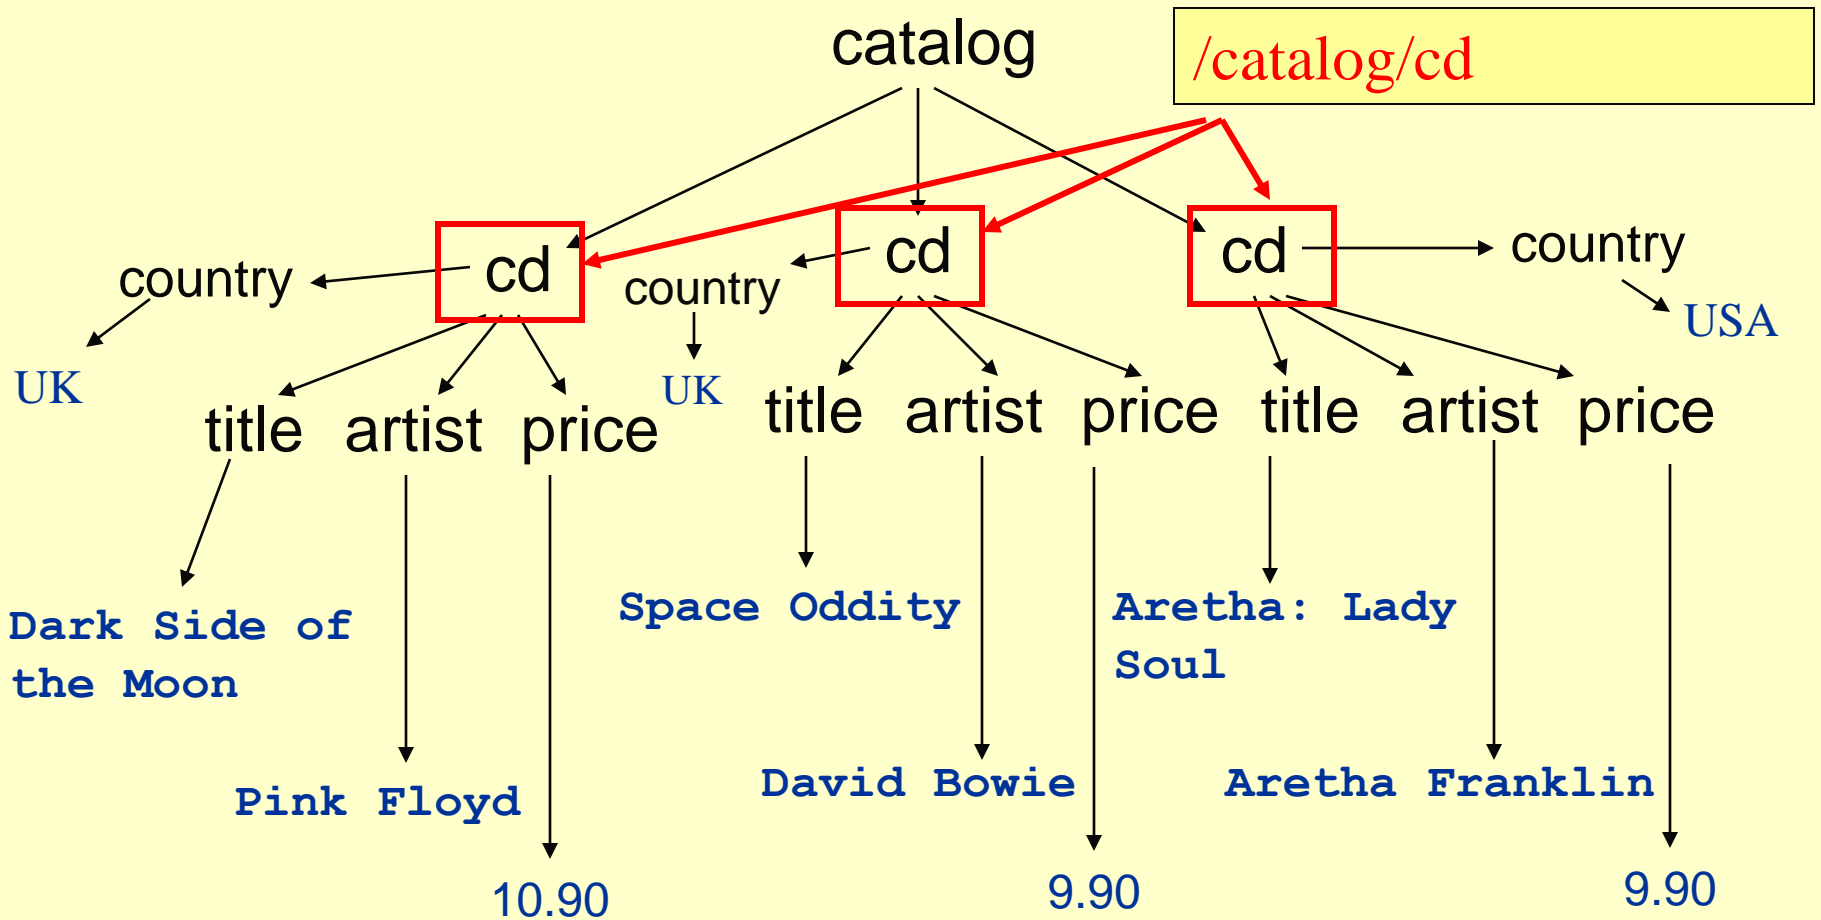 catalog
/catalog/cd
cd
cd
cd
country
country
country
UK
UK
USA
title artist price
title artist price
title artist price
Dark Side of
the Moon
Space Oddity
Aretha: Lady
Soul
Pink Floyd
David Bowie
Aretha Franklin
10.90
9.90
9.90